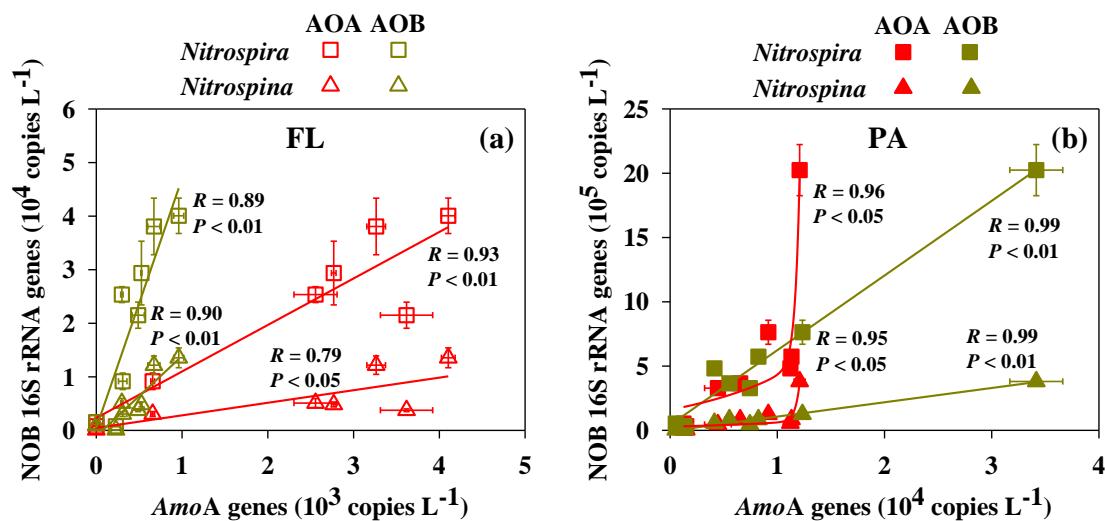 AOA AOB
Nitrospira
Nitrospina
FL
(a)
NOB 16S rRNA genes (10^4 copies L^-1)
6
5
4
3
2
1
0
R = 0.89
P < 0.01
R = 0.93
P < 0.01
R = 0.90
P < 0.01
R = 0.79
P < 0.05
0 1 2 3 4 5
AmoA genes (10^3 copies L^-1)
AOA AOB
Nitrospira
Nitrospina
PA
(b)
NOB 16S rRNA genes (10^5 copies L^-1)
25
20
15
10
5
0
R = 0.96
P < 0.05
R = 0.99
P < 0.01
R = 0.95
P < 0.05
R = 0.99
P < 0.01
0 1 2 3 4
AmoA genes (10^4 copies L^-1)